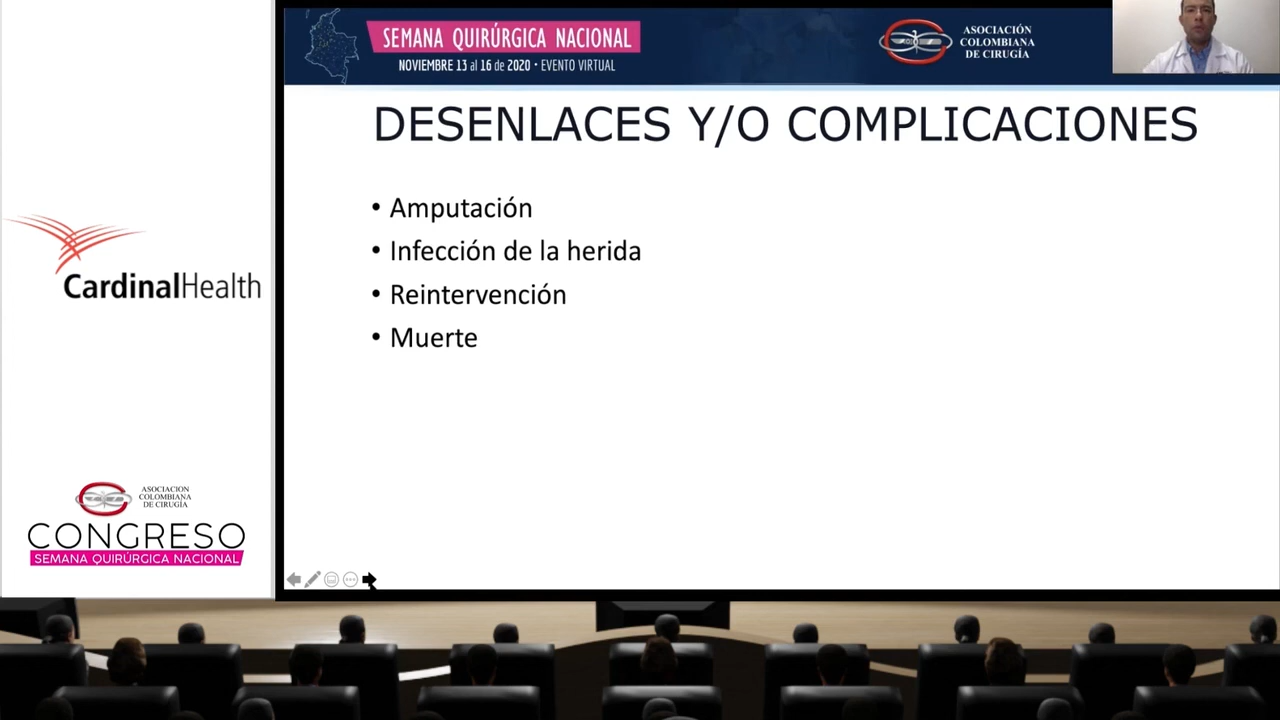 SEMANA QUIRÚRGICA NACIONAL
NOVIEMBRE 13 al 16 de 2020 • EVENTO VIRTUAL
ASOCIACIÓN
COLOMBIANA
DE CIRUGÍA
DESENLACES Y/O COMPLICACIONES
• Amputación
• Infección de la herida
• Reintervención
• Muerte
CardinalHealth
ASOCIACION
COLOMBIANA
DE CIRUGÍA
CONGRESO
SEMANA QUIRÚRGICA NACIONAL